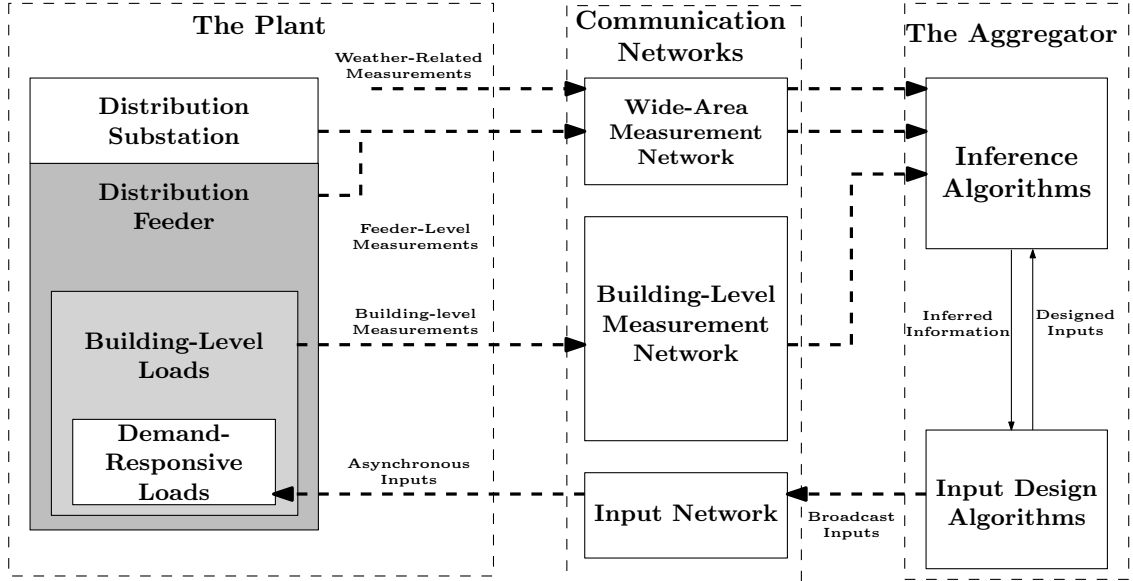 The Plant
Weather-Related
Measurements
Distribution
Substation
Distribution
Feeder
Feeder-Level
Measurements
Building-level
Measurements
Building-Level
Loads
Demand-
Responsive
Loads
Asynchronous
Inputs
Communication
Networks
Wide-Area
Measurement
Network
Building-Level
Measurement
Network
Input Network
Broadcast
Inputs
The Aggregator
Inference
Algorithms
Inferred
Information
Designed
Inputs
Input Design
Algorithms